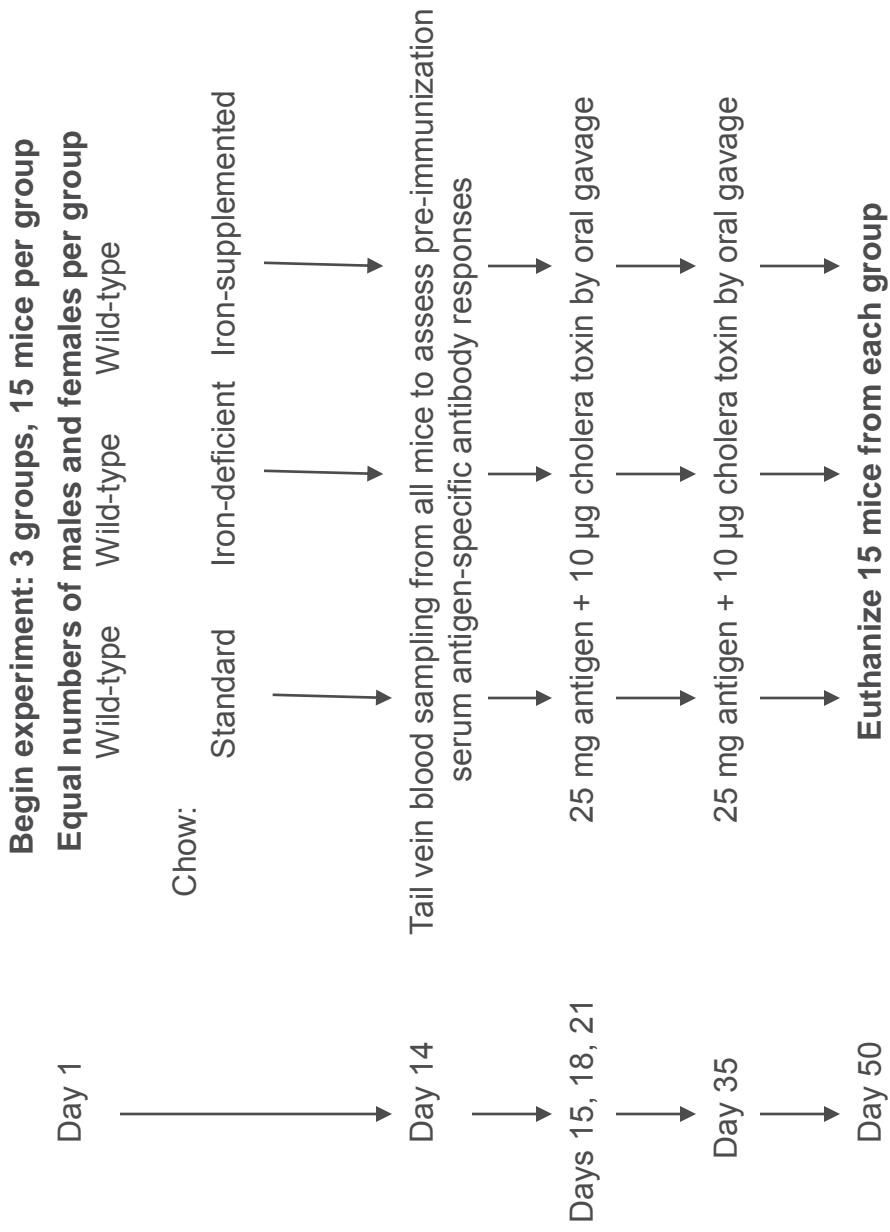 Begin experiment: 3 groups, 15 mice per group
Equal numbers of males and females per group
Day 1
Wild-type Wild-type Wild-type
Chow:
Standard Iron-deficient Iron-supplemented
Day 14
Tail vein blood sampling from all mice to assess pre-immunization
serum antigen-specific antibody responses
Days 15, 18, 21
25 mg antigen + 10 µg cholera toxin by oral gavage
Day 35
25 mg antigen + 10 µg cholera toxin by oral gavage
Day 50
Euthanize 15 mice from each group